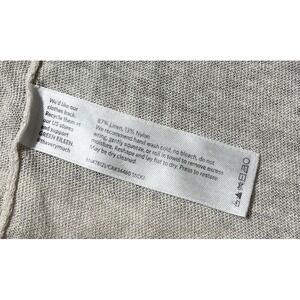 We'd like our
clothes back.
Recycle them at
our US stores
and support
GREEN EILEEN.
thankverymuch
87% Linen, 13% Nylon
We recommend hand wash cold, no bleach, do not
wring, gently squeeze, or roll in towel to remove excess
moisture. Reshape and lay flat to dry. Press to restore
May be dry cleaned.